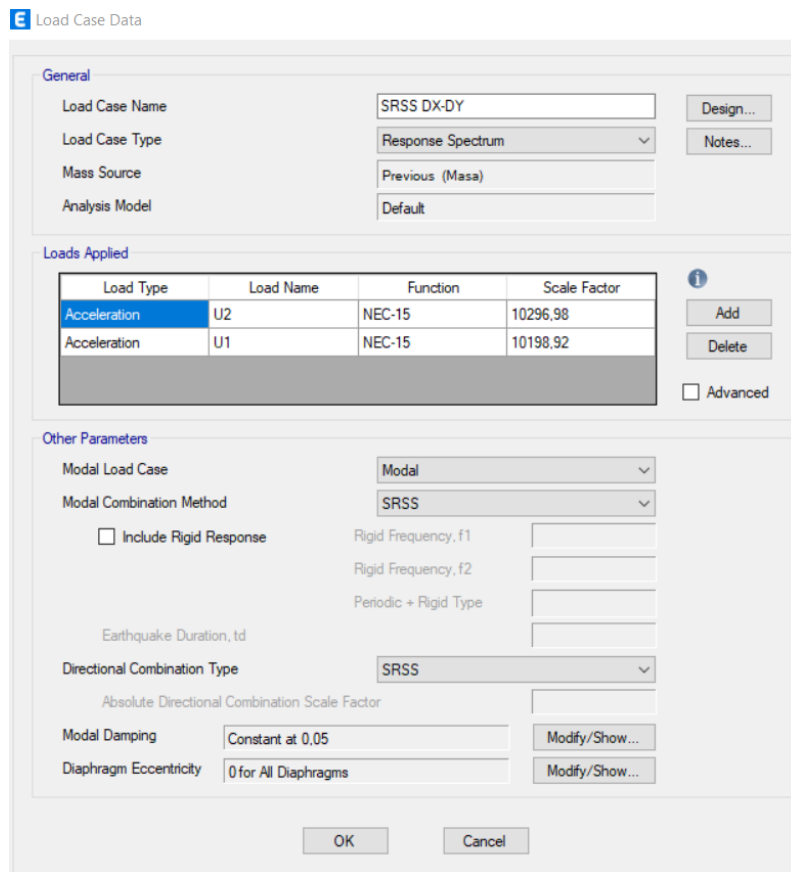 E Load Case Data
General
Load Case Name SRSS DX-DY Design...
Load Case Type Response Spectrum Notes...
Mass Source Previous (Masa)
Analysis Model Default
Loads Applied
Load Type Load Name Function Scale Factor
Acceleration U2 NEC-15 10296,98 Add
Acceleration U1 NEC-15 10198,92 Delete
Advanced
Other Parameters
Modal Load Case Modal
Modal Combination Method SRSS
Include Rigid Response Rigid Frequency, f1
Rigid Frequency, f2
Periodic + Rigid Type
Earthquake Duration, td
Directional Combination Type SRSS
Absolute Directional Combination Scale Factor
Modal Damping Constant at 0,05 Modify/Show...
Diaphragm Eccentricity 0 for All Diaphragms Modify/Show...
OK Cancel